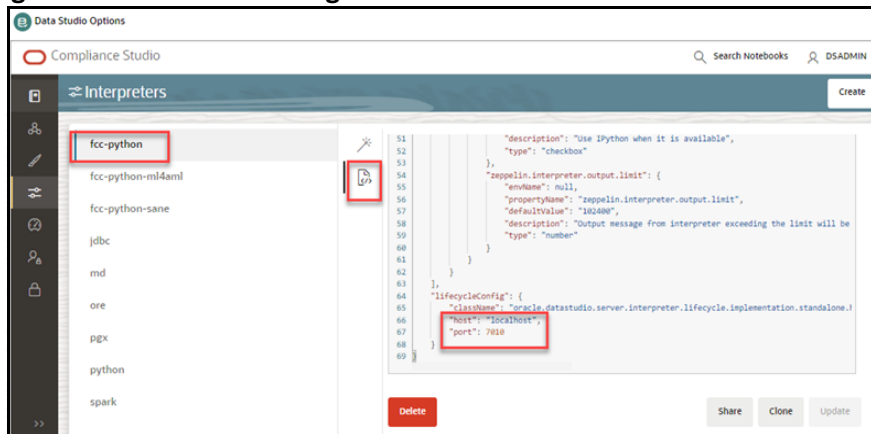 Data Studio Options
Compliance Studio
Search Notebooks
DSADMIN
Interpreters
Create
fcc-python
fcc-python-ml4aml
fcc-python-sane
jdbc
md
ore
pgx
python
spark
51 "description": "Use IPython when it is available",
52 "type": "checkbox"
53 },
54 "zeppelin.interpreter.output.limit": {
55 "envName": null,
56 "propertyName": "zeppelin.interpreter.output.limit",
57 "defaultValue": "102400",
58 "description": "Output message from interpreter exceeding the limit will be
59 "type": "number"
60 }
61 }
62 }
63 ],
64 "lifecycleConfig": {
65 "className": "oracle.datastudio.server.interpreter.lifecycle.implementation.standalone.
66 "host": "localhost",
67 "port": 7010
68 }
69
Delete
Share
Clone
Update
>>